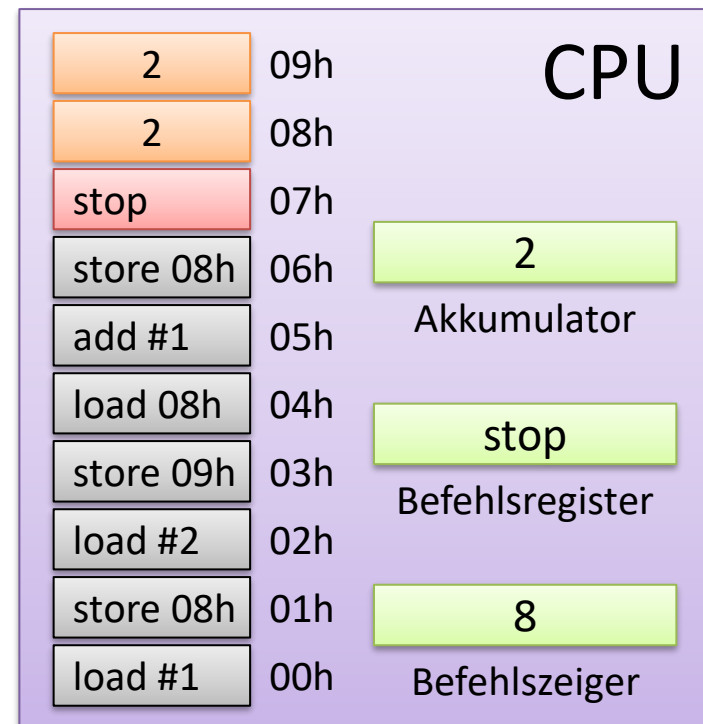 CPU
2 09h
2 08h
stop 07h
store 08h 06h
add #1 05h
load 08h 04h
store 09h 03h
load #2 02h
store 08h 01h
load #1 00h
2
Akkumulator
stop
Befehlsregister
8
Befehlszeiger